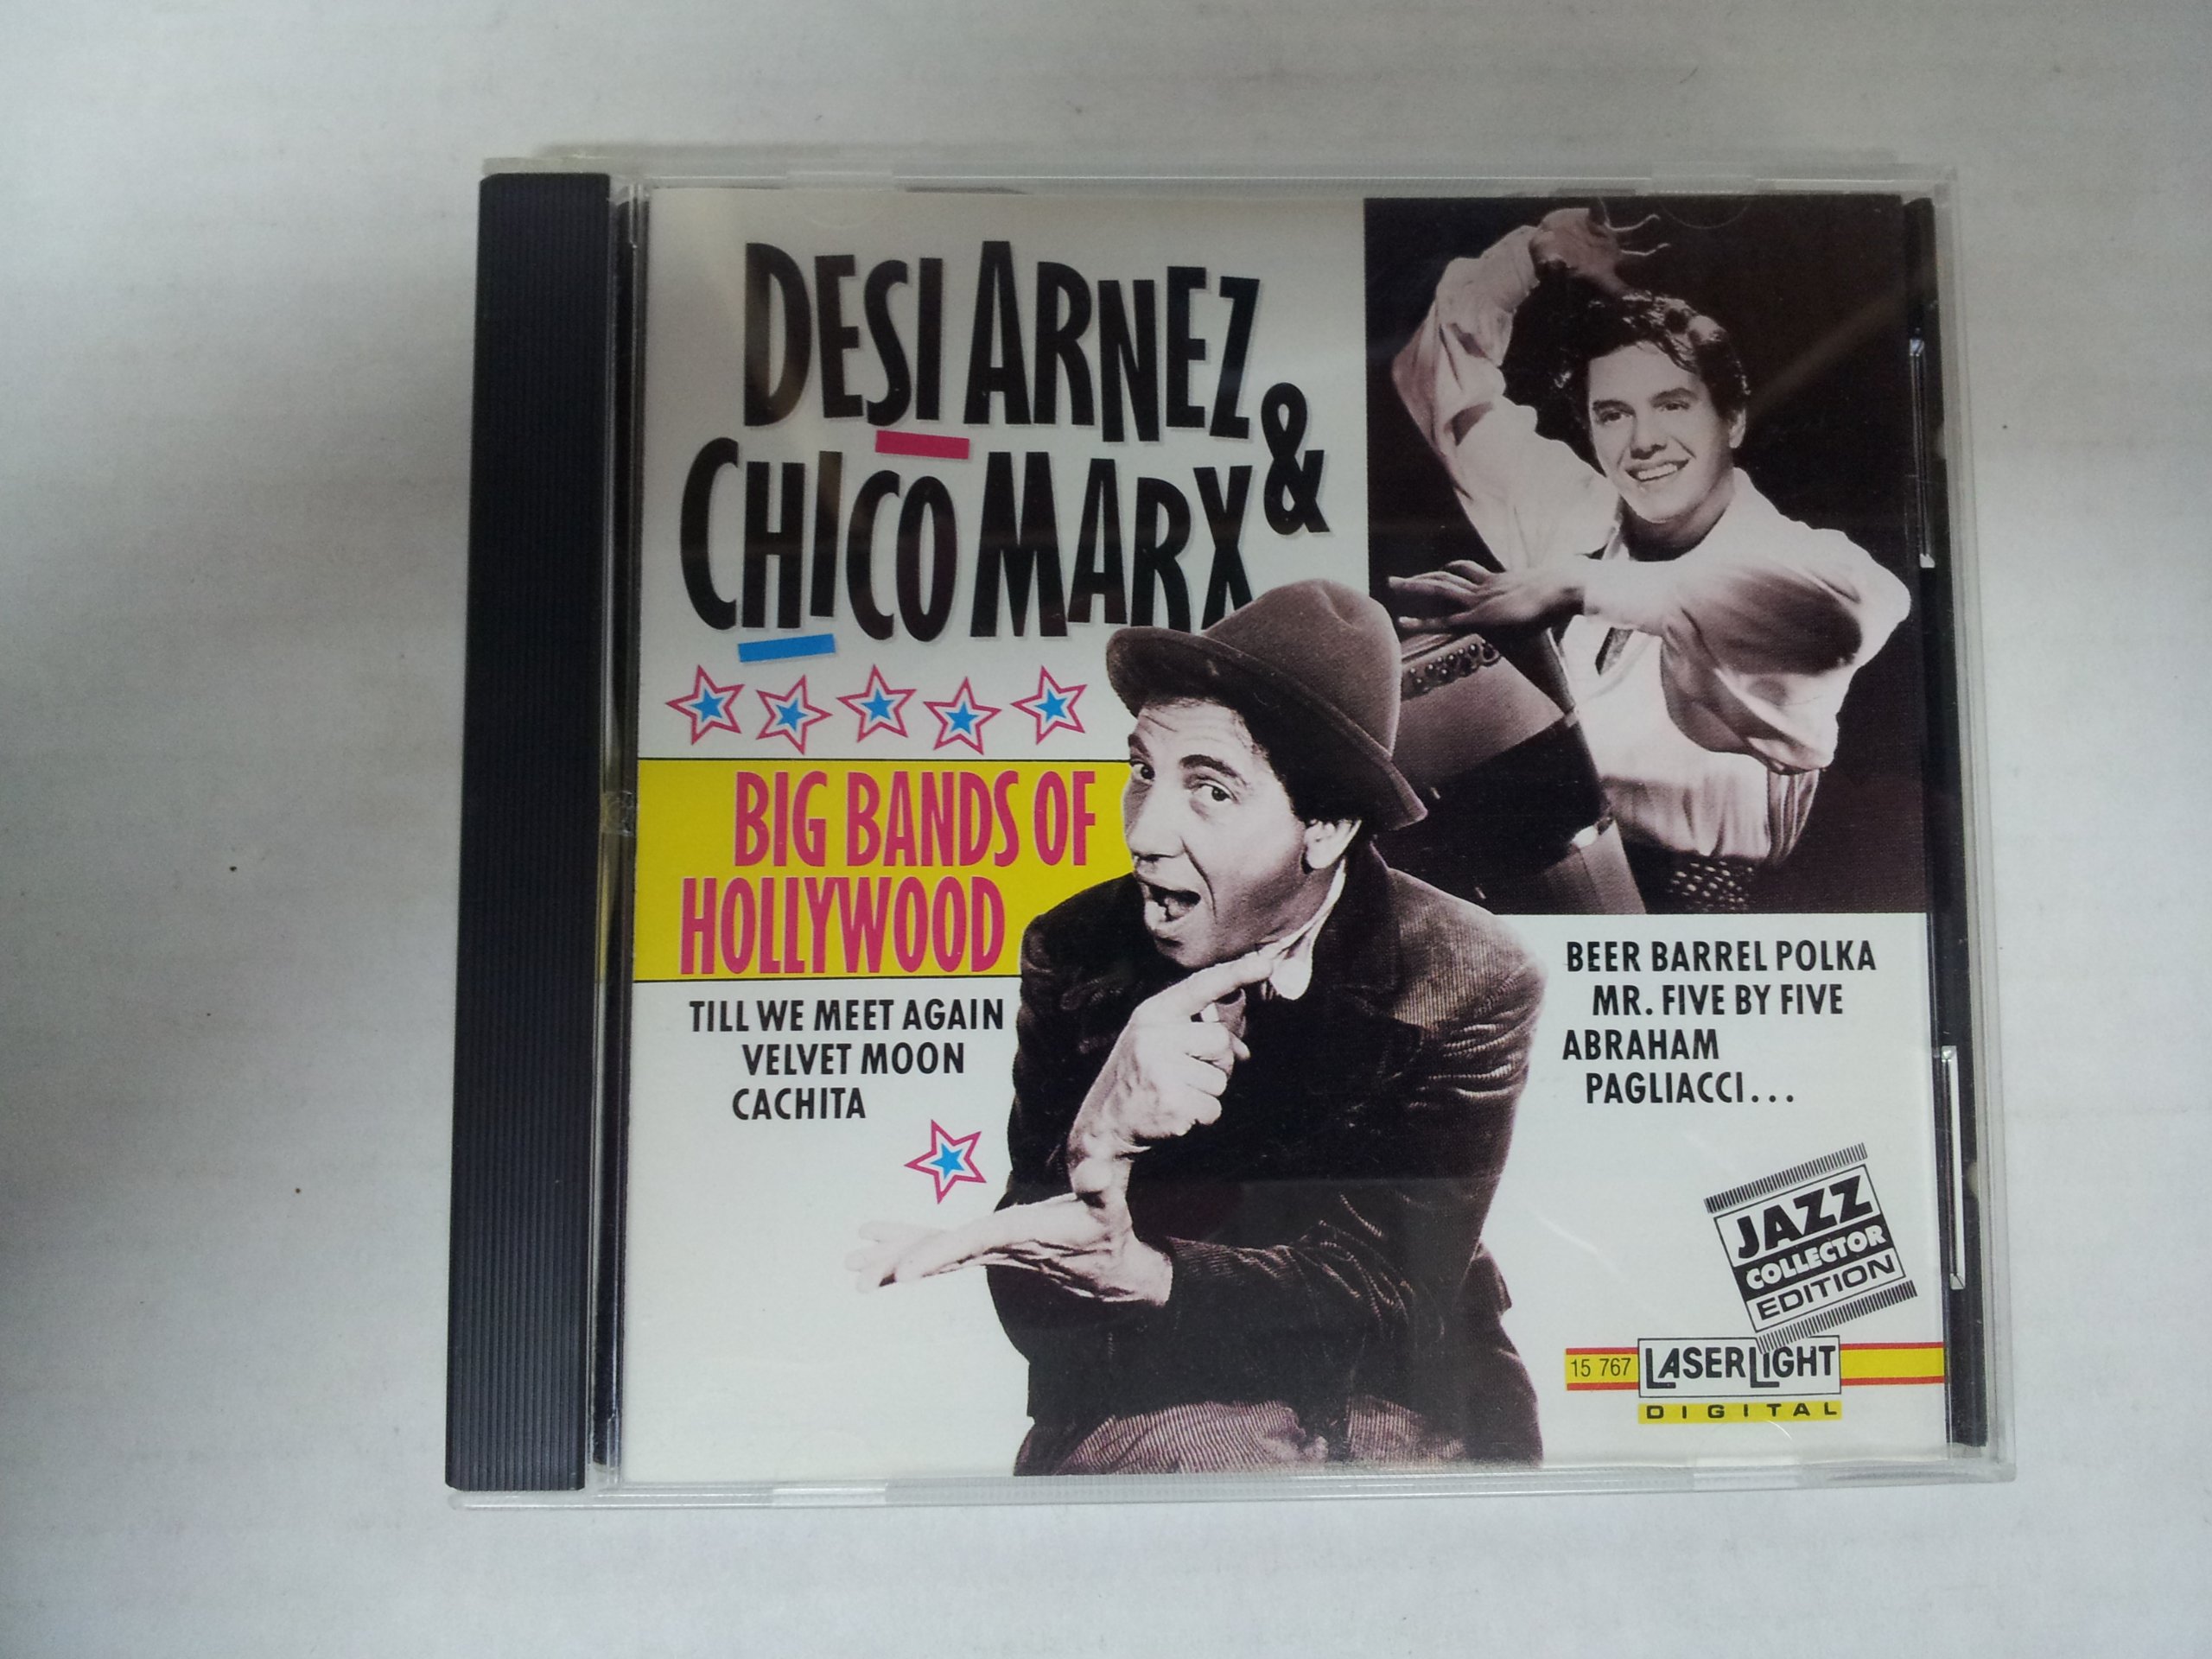 DESI ARNEZ
&
CHICO MARX
BIG BANDS OF
HOLLYWOOD
TILL WE MEET AGAIN
VELVET MOON
CACHITA
BEER BARREL POLKA
MR. FIVE BY FIVE
ABRAHAM
PAGLIACCI...
JAZZ
COLLECTOR
EDITION
15 767 LASERLIGHT
DIGITAL